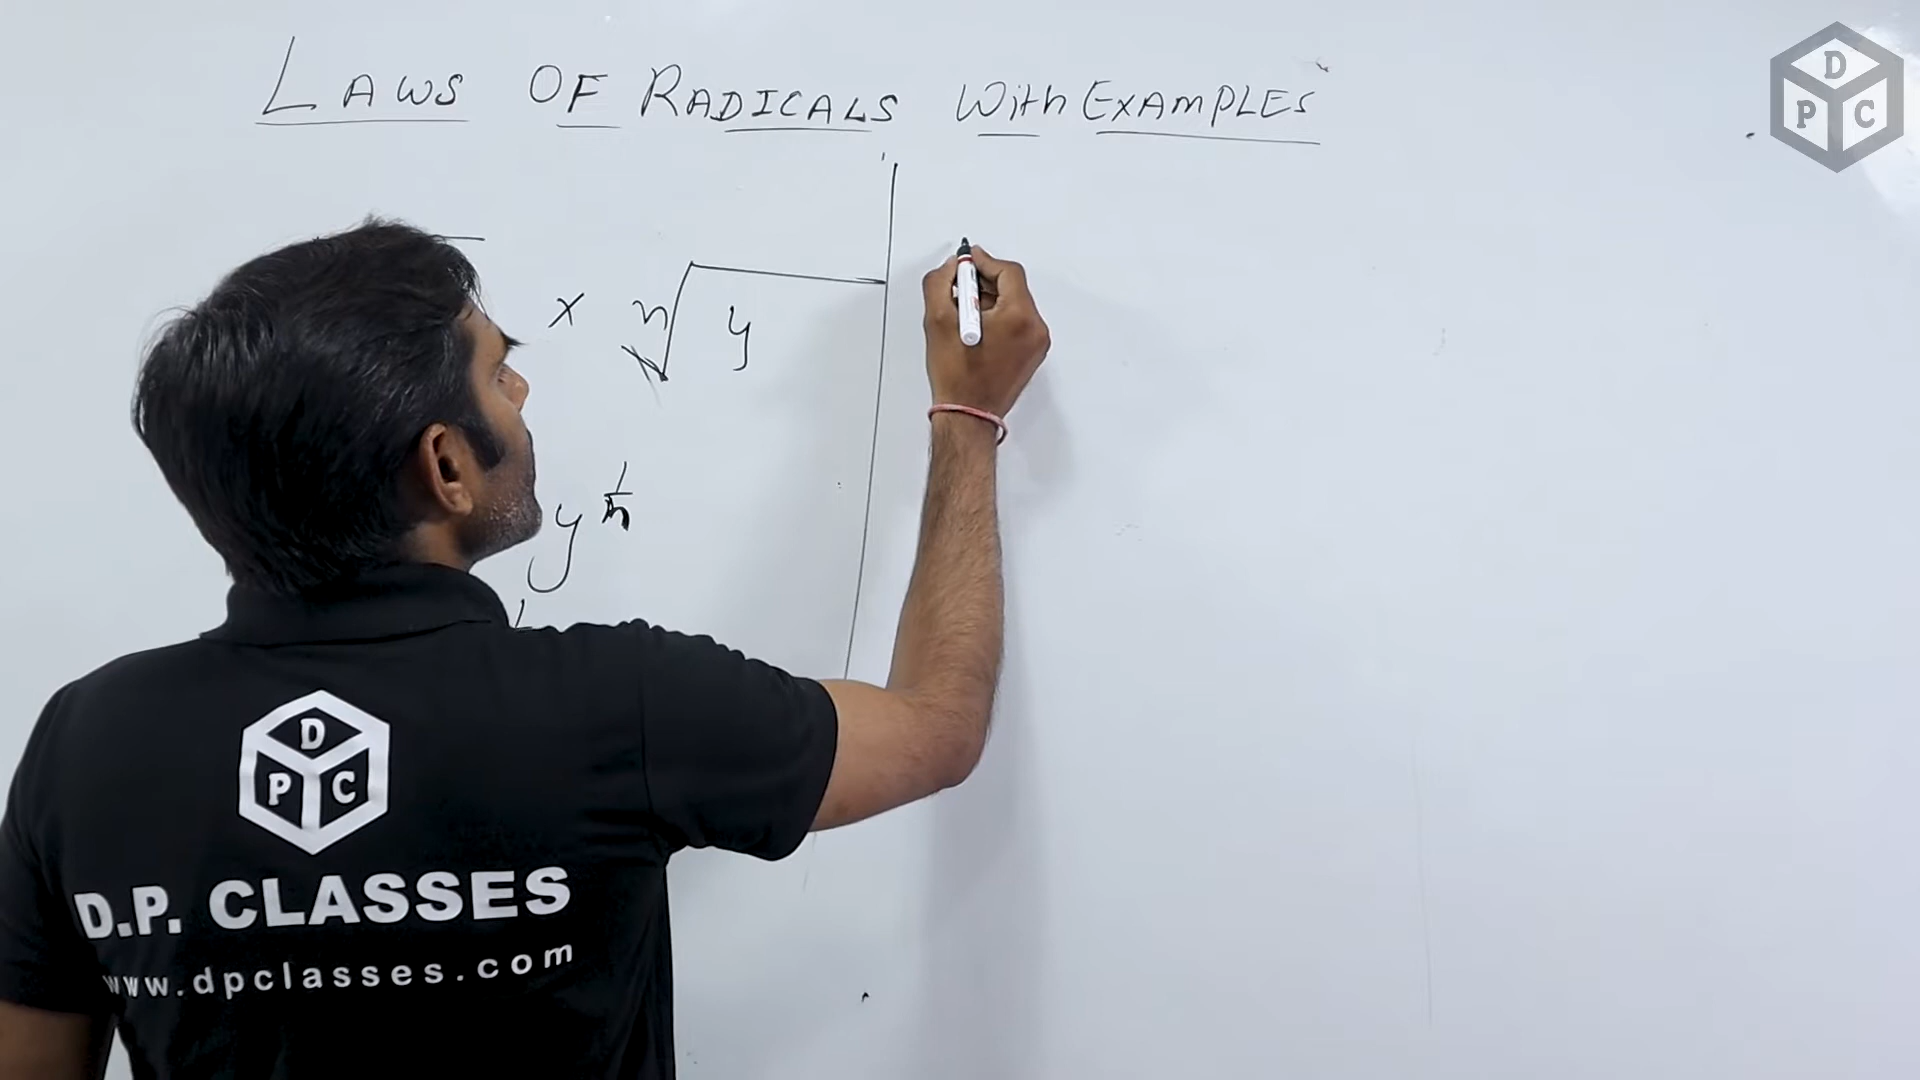 LAWS OF RADICALS With EXAMPLES
D
P C
× n√y
y 1/n
D
P C
D.P. CLASSES
www.dpclasses.com